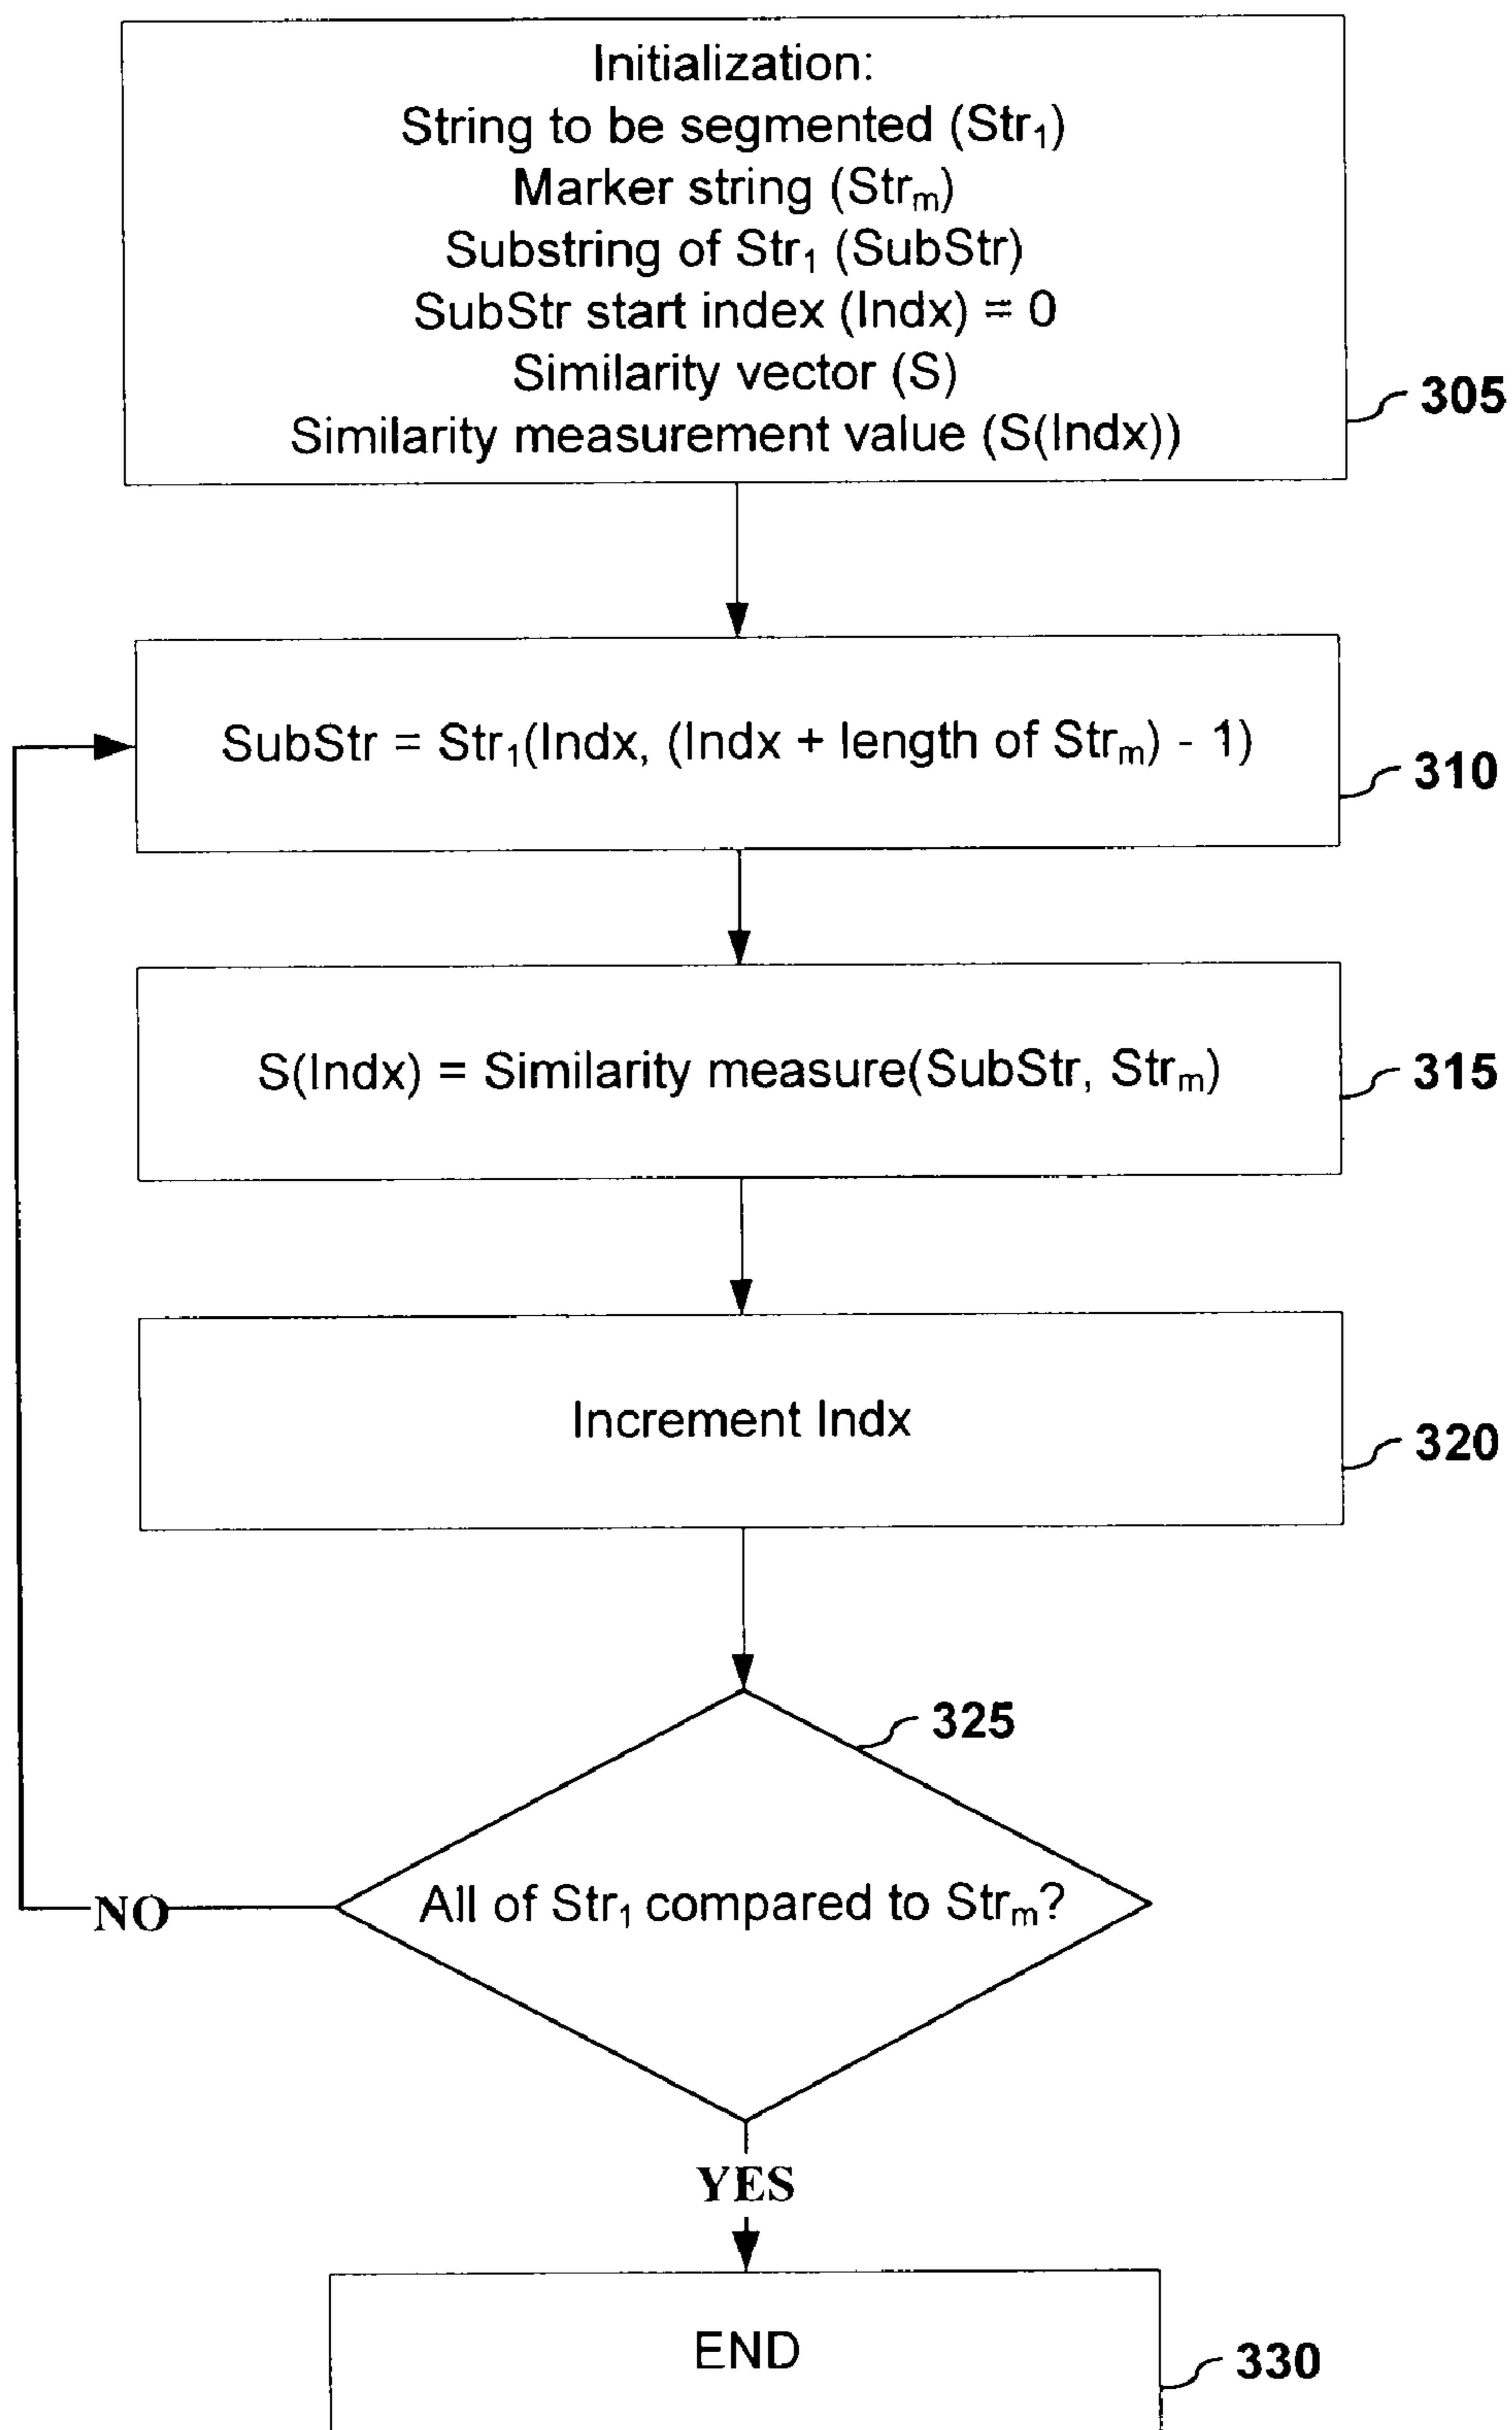 Initialization:
String to be segmented (Str₁)
Marker string (Strₘ)
Substring of Str₁ (SubStr)
SubStr start index (Indx) = 0
Similarity vector (S)
Similarity measurement value (S(Indx))
305
SubStr = Str₁(Indx, (Indx + length of Strₘ) - 1)
310
S(Indx) = Similarity measure(SubStr, Strₘ)
315
Increment Indx
320
325
All of Str₁ compared to Strₘ?
NO
YES
END
330